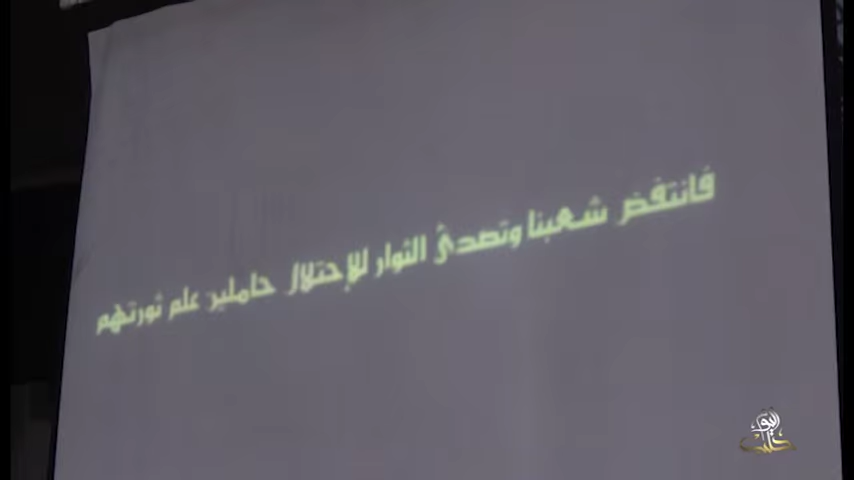 فانتفض شعبنا وتصدى الثوار للإحتلال حاملين علم ثورتهم